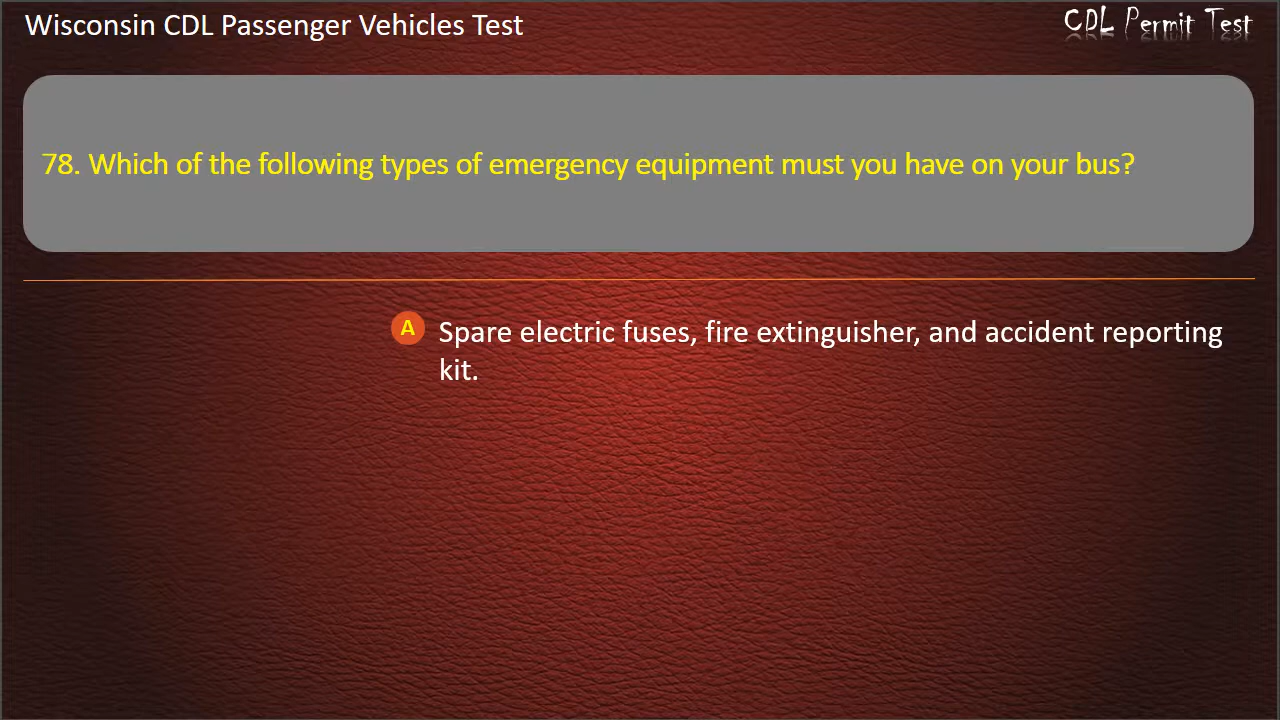 Wisconsin CDL Passenger Vehicles Test
CDL Permit Test
78. Which of the following types of emergency equipment must you have on your bus?
A
Spare electric fuses, fire extinguisher, and accident reporting
kit.